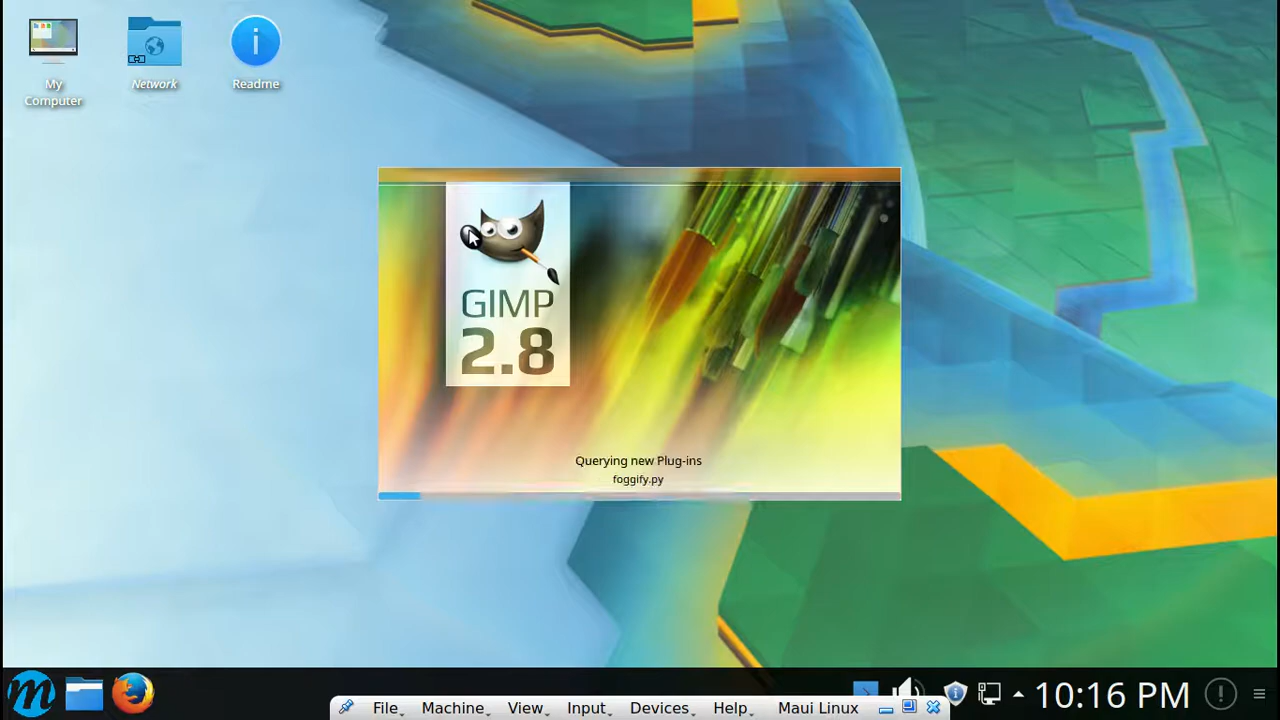 My
Computer
Network
Readme
GIMP
2.8
Querying new Plug-ins
foggify.py
10:16 PM
File
Machine
View
Input
Devices
Help
Maui Linux